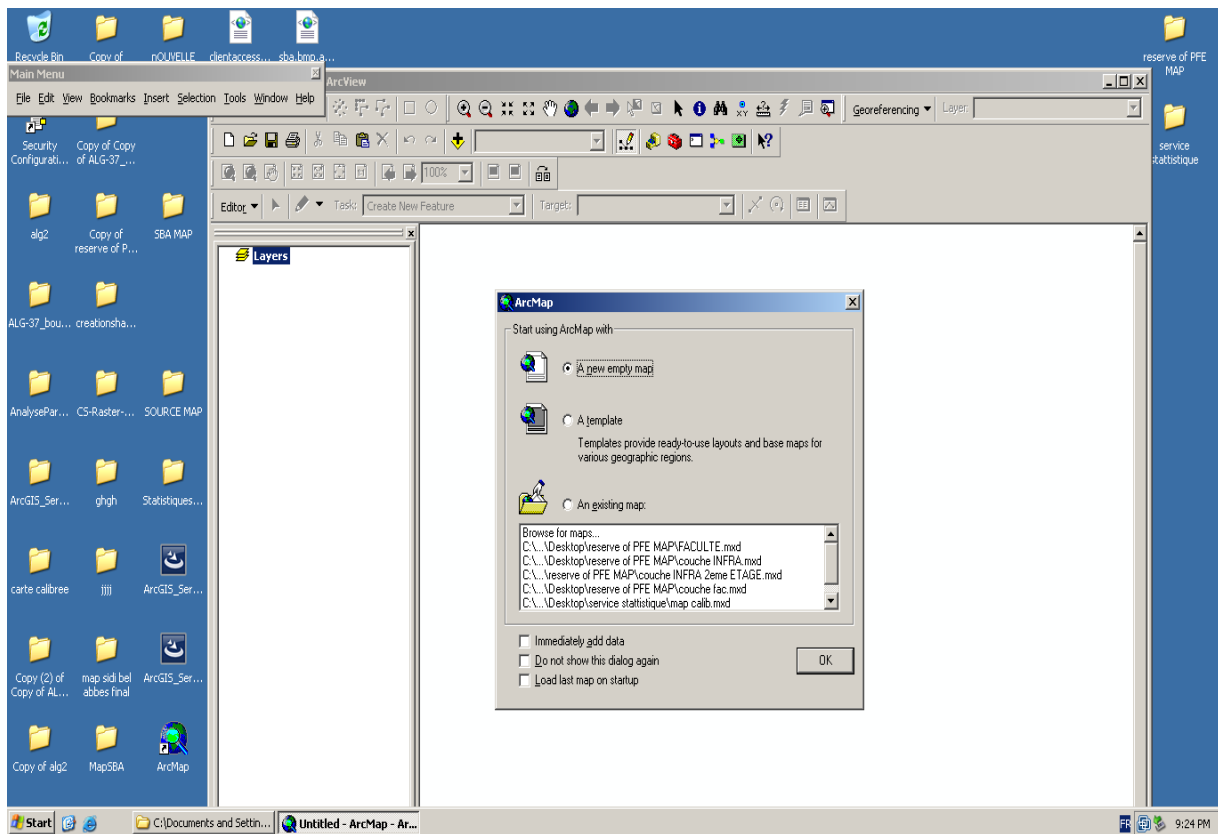 Recycle Bin
Copy of
nOUVELLE
clientaccess...
sba.bmp.a...
reserve of PFE MAP
Main Menu
File Edit View Bookmarks Insert Selection Tools Window Help
ArcView
Georeferencing
Layer:
Security Configurati...
Copy of Copy of ALG-37_...
service stattistique
100%
Editor
Task:
Create New Feature
Target:
alg2
Copy of reserve of P...
SBA MAP
Layers
ALG-37_bou...
creationsha...
ArcMap
Start using ArcMap with
A new empty map
A template
Templates provide ready-to-use layouts and base maps for
various geographic regions.
An existing map:
Browse for maps...
C:\...\Desktop\reserve of PFE MAP\FACULTE.mxd
C:\...\Desktop\reserve of PFE MAP\couche INFRA.mxd
C:\...\reserve of PFE MAP\couche INFRA 2eme ETAGE.mxd
C:\...\Desktop\reserve of PFE MAP\couche fac.mxd
C:\...\Desktop\service stattistique\map calib.mxd
Immediately add data
Do not show this dialog again
Load last map on startup
OK
AnalysePar...
CS-Raster-...
SOURCE MAP
ArcGIS_Ser...
ghgh
Statistiques...
carte calibree
jjjj
ArcGIS_Ser...
Copy (2) of Copy of AL...
map sidi bel abbes final
ArcGIS_Ser...
Copy of alg2
MapSBA
ArcMap
Start
C:\Documents and Settin...
Untitled - ArcMap - Ar...
FR
9:24 PM